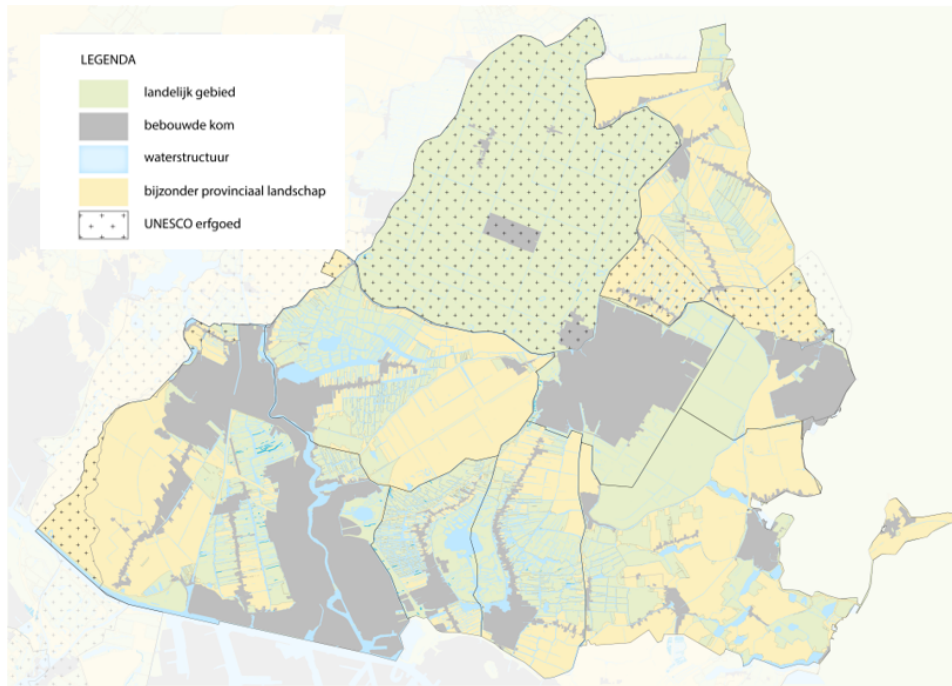 LEGENDA
landelijk gebied
bebouwde kom
waterstructuur
bijzonder provinciaal landschap
UNESCO erfgoed